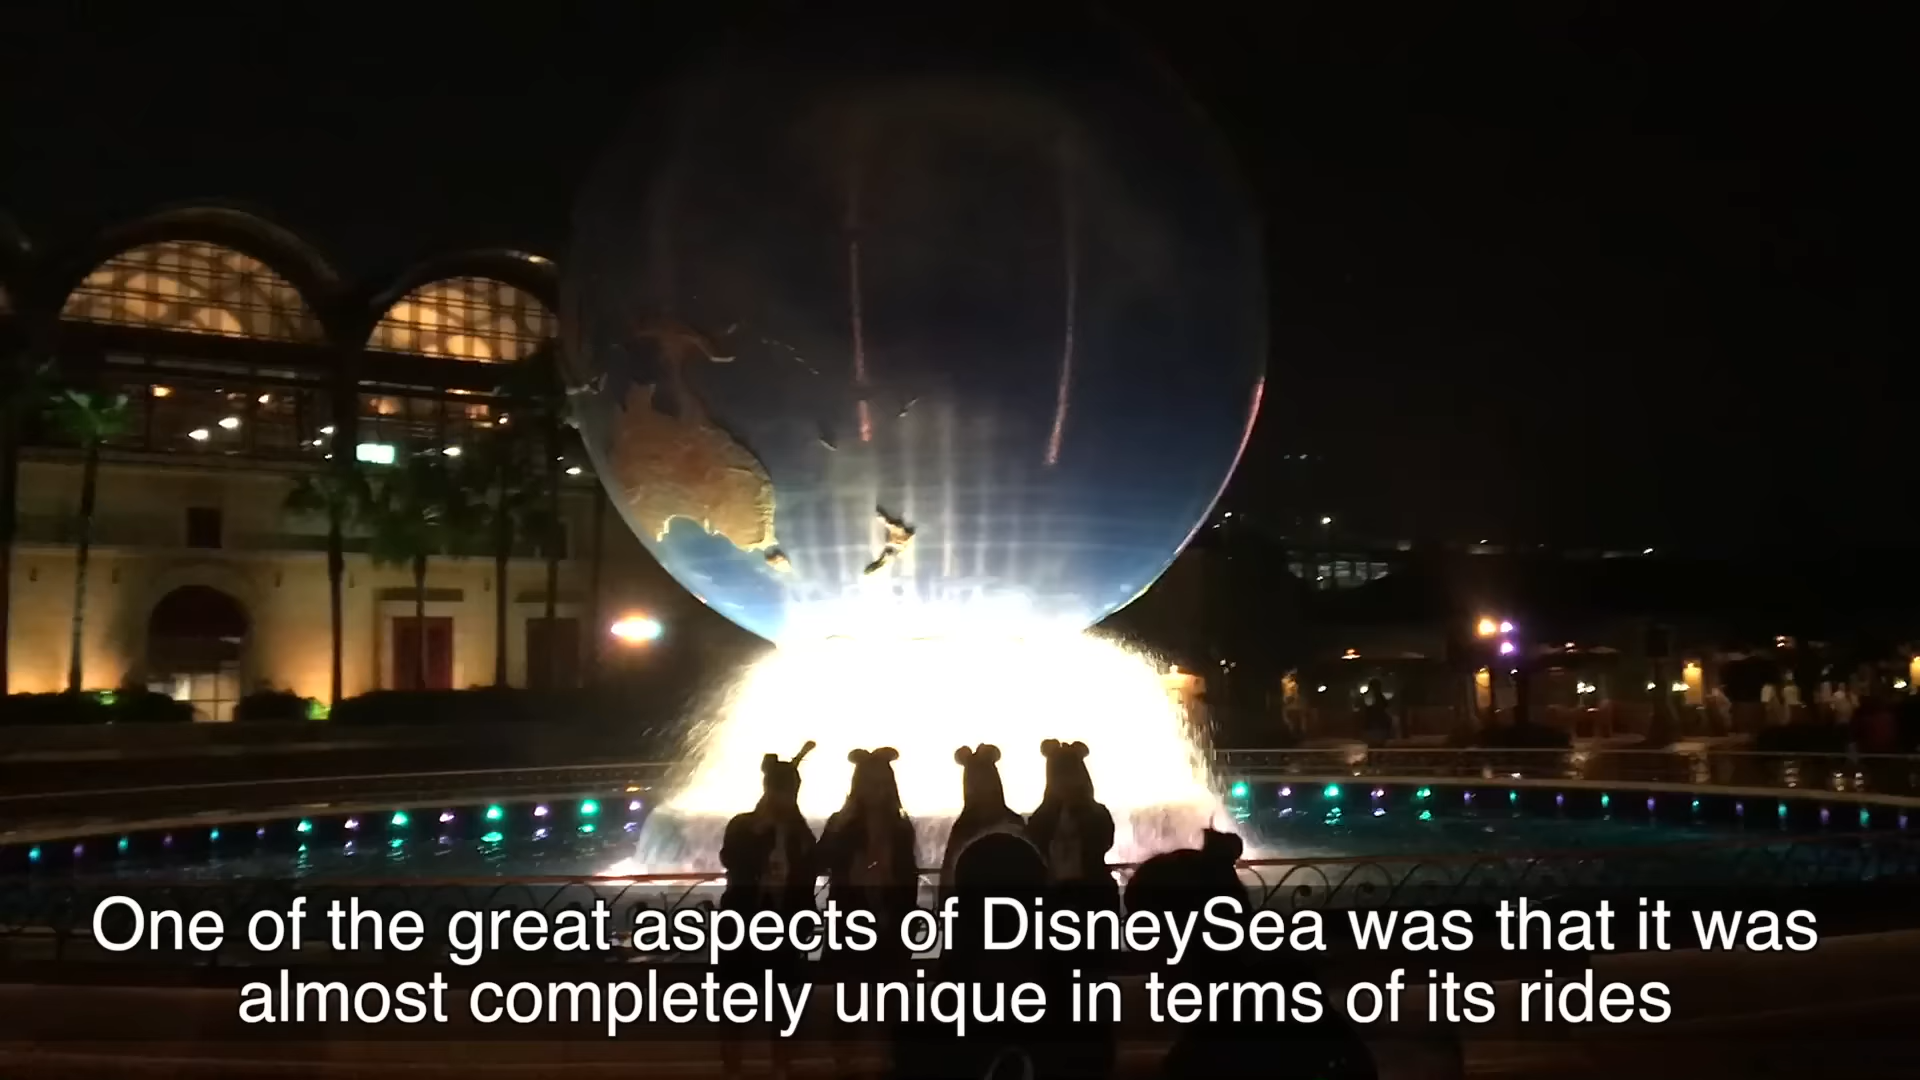 One of the great aspects of DisneySea was that it was
almost completely unique in terms of its rides